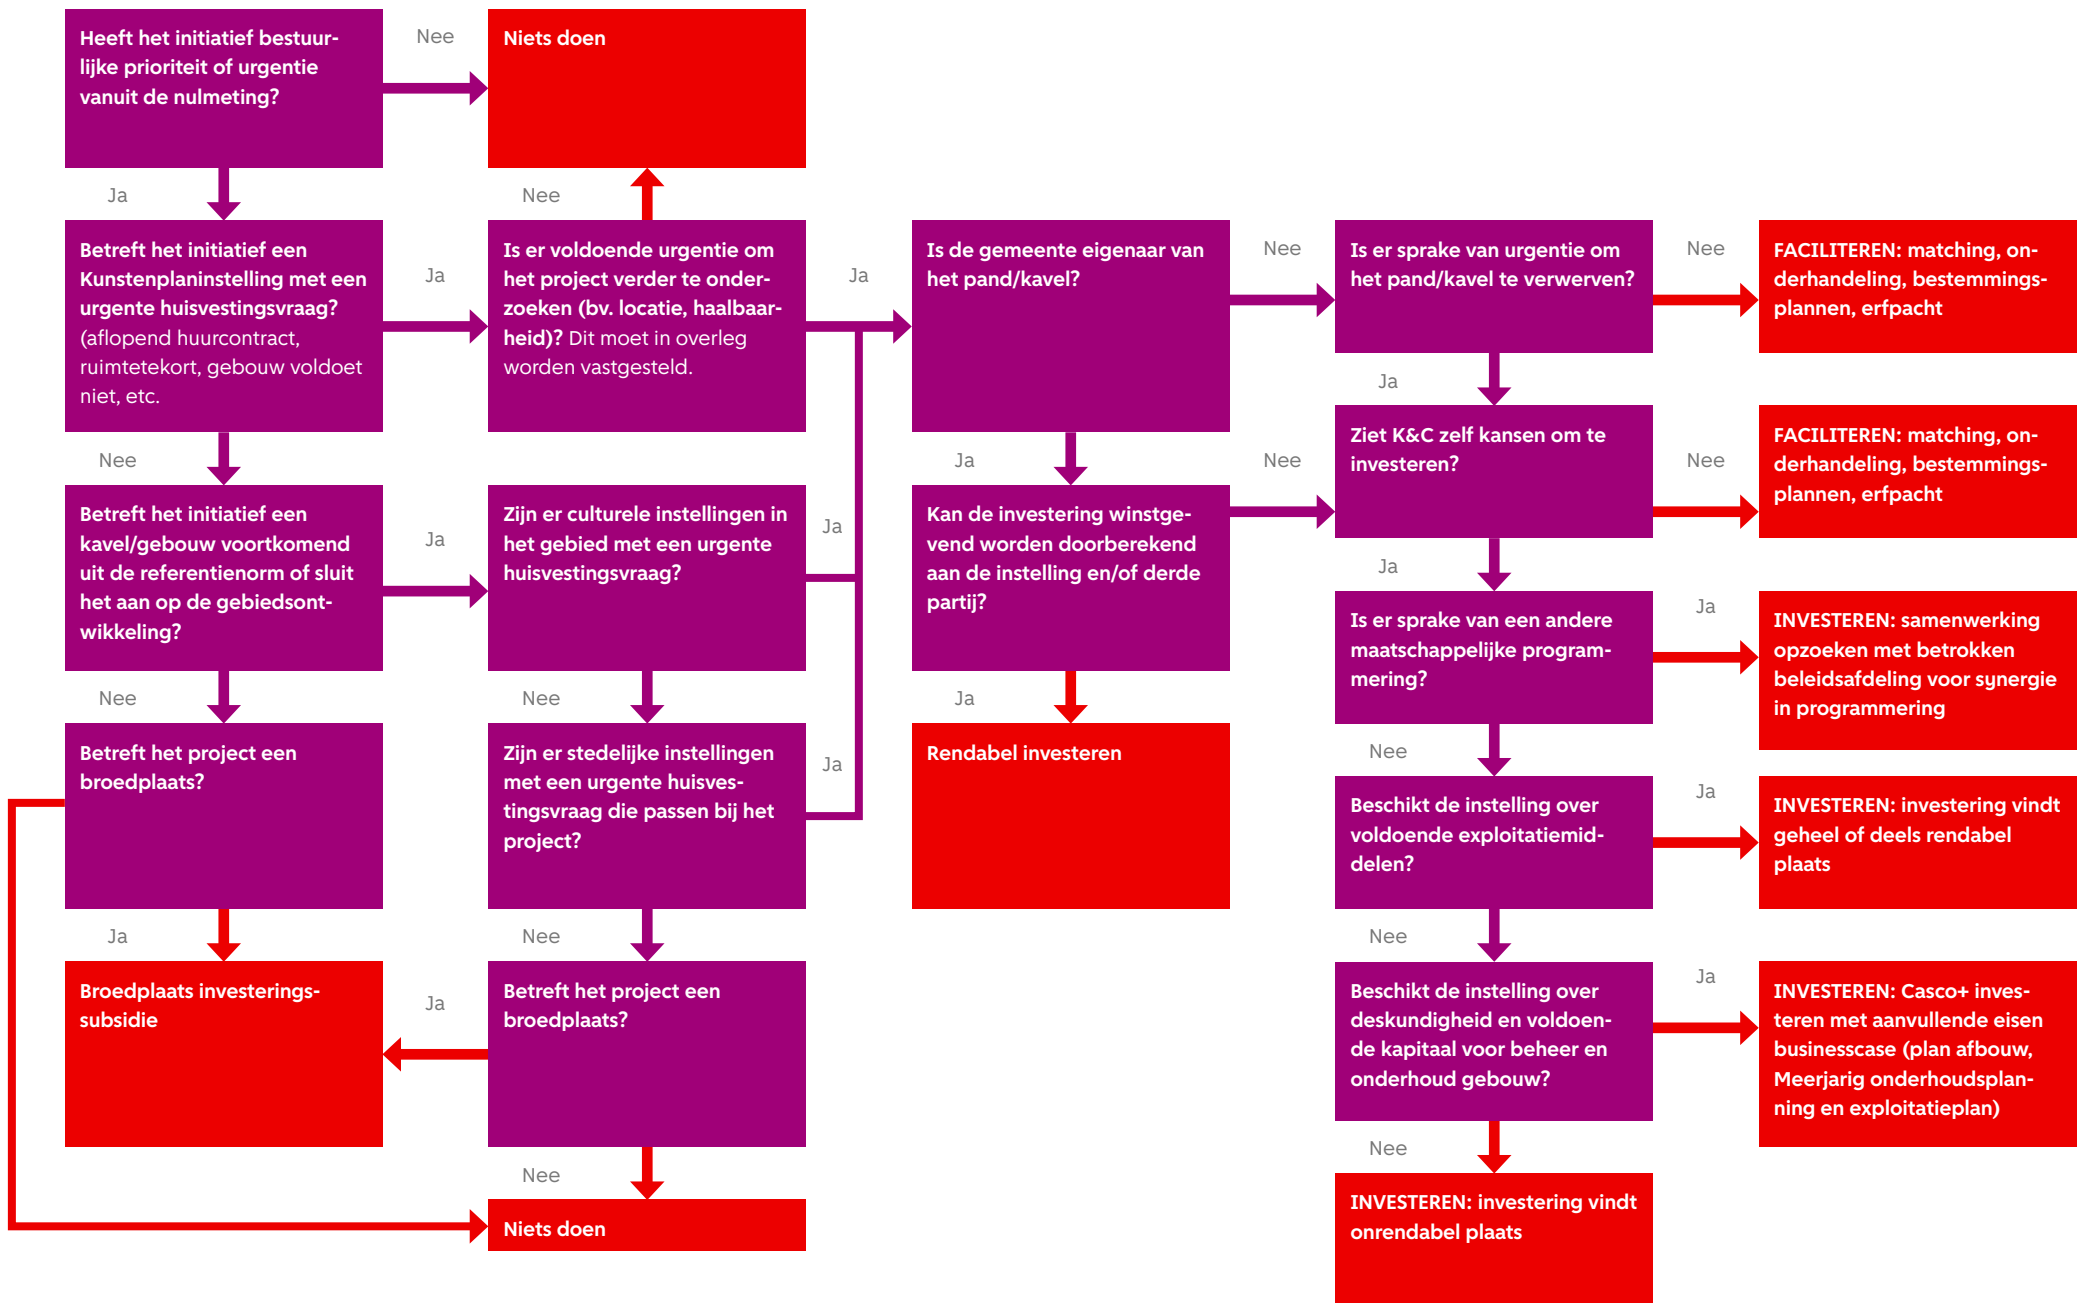 Heeft het initiatief bestuur-
lijke prioriteit of urgentie
vanuit de nulmeting?
Nee
Niets doen
Ja
Nee
Betreft het initiatief een
Kunstenplaninstelling met een
urgente huisvestingsvraag?
(aflopend huurcontract,
ruimtetekort, gebouw voldoet
niet, etc.
Ja
Is er voldoende urgentie om
het project verder te onder-
zoeken (bv. locatie, haalbaar-
heid)? Dit moet in overleg
worden vastgesteld.
Ja
Is de gemeente eigenaar van
het pand/kavel?
Nee
Is er sprake van urgentie om
het pand/kavel te verwerven?
Nee
FACILITEREN: matching, on-
derhandeling, bestemmings-
plannen, erfpacht
Ja
Ziet K&C zelf kansen om te
investeren?
Nee
FACILITEREN: matching, on-
derhandeling, bestemmings-
plannen, erfpacht
Nee
Ja
Nee
Betreft het initiatief een
kavel/gebouw voortkomend
uit de referentienorm of sluit
het aan op de gebiedsont-
wikkeling?
Ja
Zijn er culturele instellingen in
het gebied met een urgente
huisvestingsvraag?
Ja
Kan de investering winstge-
vend worden doorberekend
aan de instelling en/of derde
partij?
Ja
Is er sprake van een andere
maatschappelijke program-
mering?
Ja
INVESTEREN: samenwerking
opzoeken met betrokken
beleidsafdeling voor synergie
in programmering
Nee
Nee
Ja
Nee
Betreft het project een
broedplaats?
Zijn er stedelijke instellingen
met een urgente huisves-
tingsvraag die passen bij het
project?
Ja
Rendabel investeren
Beschikt de instelling over
voldoende exploitatiemid-
delen?
Ja
INVESTEREN: investering vindt
geheel of deels rendabel
plaats
Ja
Nee
Nee
Broedplaats investerings-
subsidie
Ja
Betreft het project een
broedplaats?
Beschikt de instelling over
deskundigheid en voldoen-
de kapitaal voor beheer en
onderhoud gebouw?
Ja
INVESTEREN: Casco+ inves-
teren met aanvullende eisen
businesscase (plan afbouw,
Meerjarig onderhoudsplan-
ning en exploitatieplan)
Nee
Nee
Niets doen
INVESTEREN: investering vindt
onrendabel plaats